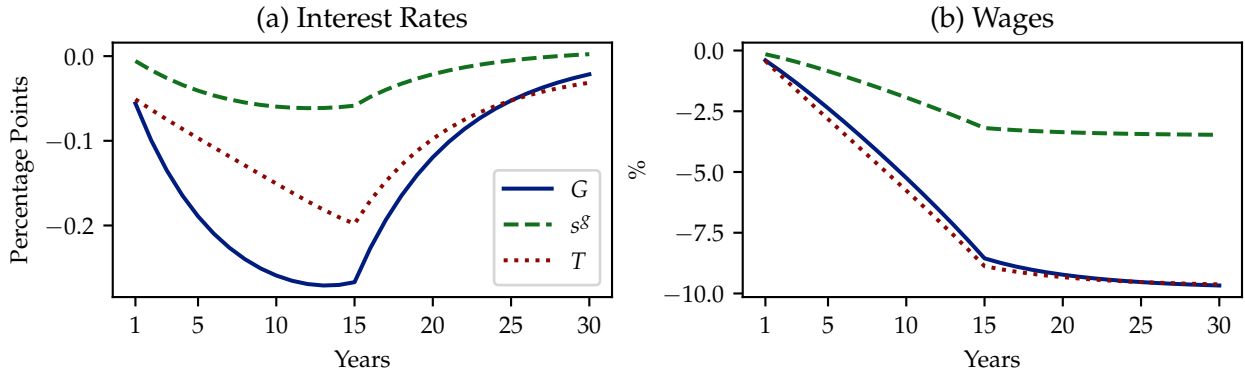 (a) Interest Rates
Percentage Points
0.0
−0.1
−0.2
G
s^g
T
1 5 10 15 20 25 30
Years
(b) Wages
%
0.0
−2.5
−5.0
−7.5
−10.0
1 5 10 15 20 25 30
Years